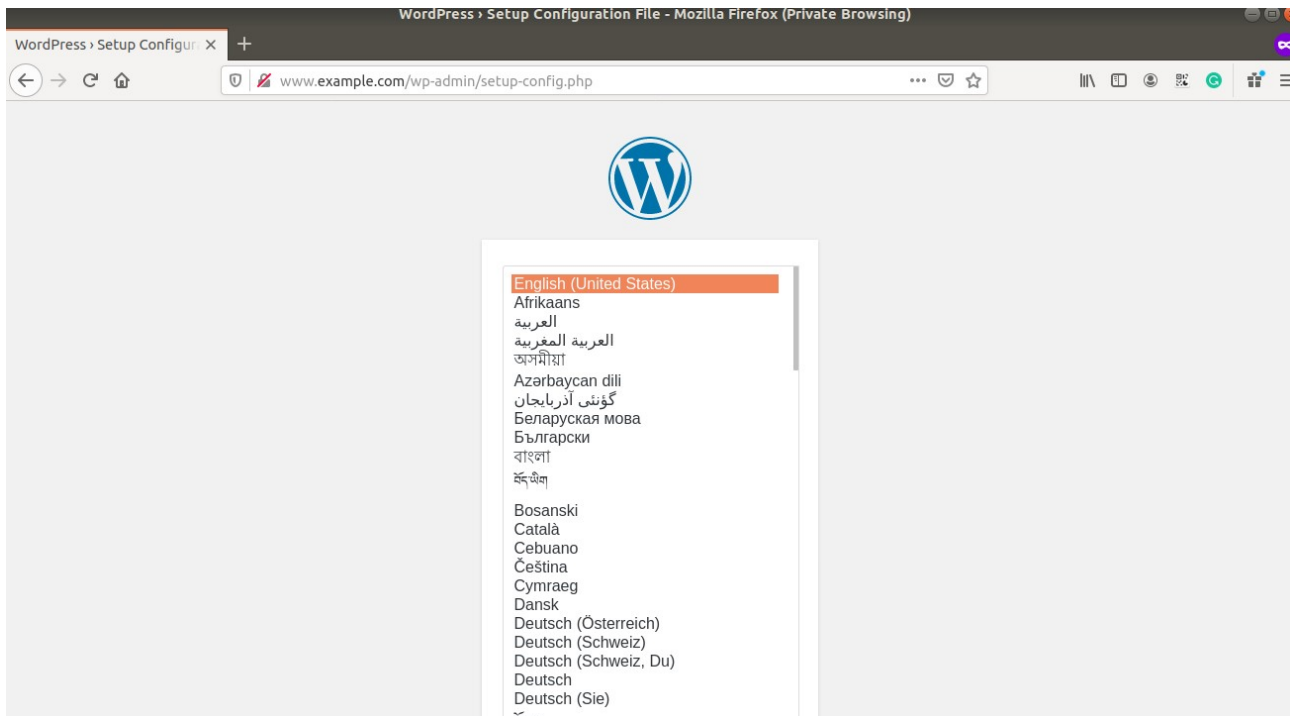 WordPress › Setup Configuration File - Mozilla Firefox (Private Browsing)
WordPress › Setup Configur
www.example.com/wp-admin/setup-config.php
English (United States)
Afrikaans
العربية
العربية المغربية
অসমীয়া
Azərbaycan dili
گؤنئی آذربایجان
Беларуская мова
Български
বাংলা
བོད་ཡིག
Bosanski
Català
Cebuano
Čeština
Cymraeg
Dansk
Deutsch (Österreich)
Deutsch (Schweiz)
Deutsch (Schweiz, Du)
Deutsch
Deutsch (Sie)